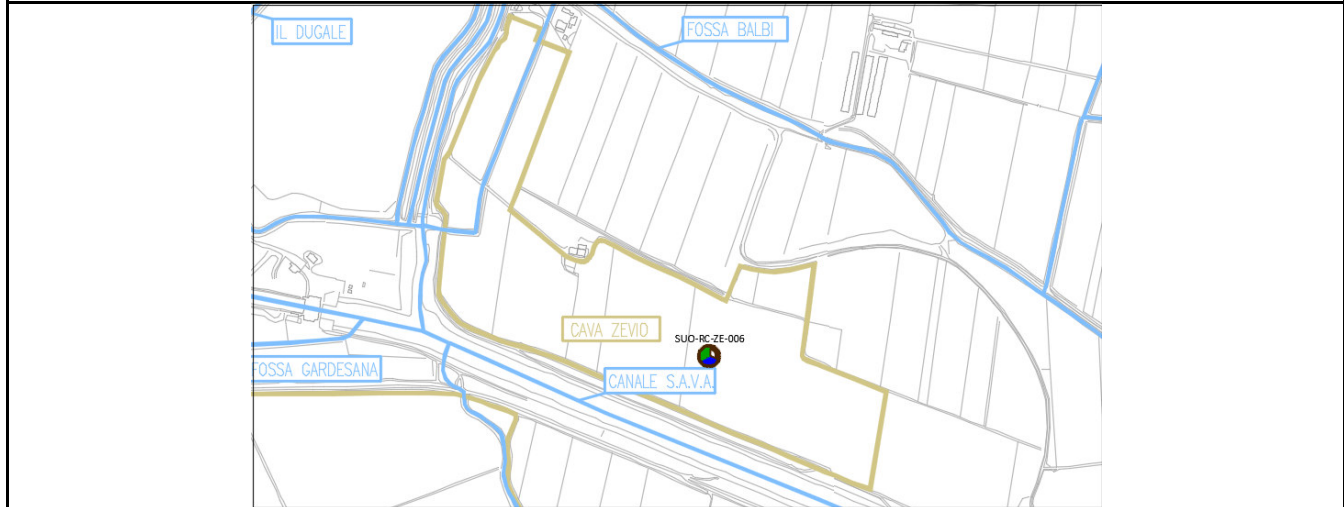 IL DUGALE
FOSSA BALBI
CAVA ZEVIO
SUO-RC-ZE-006
FOSSA GARDESANA
CANALE S.A.V.A.